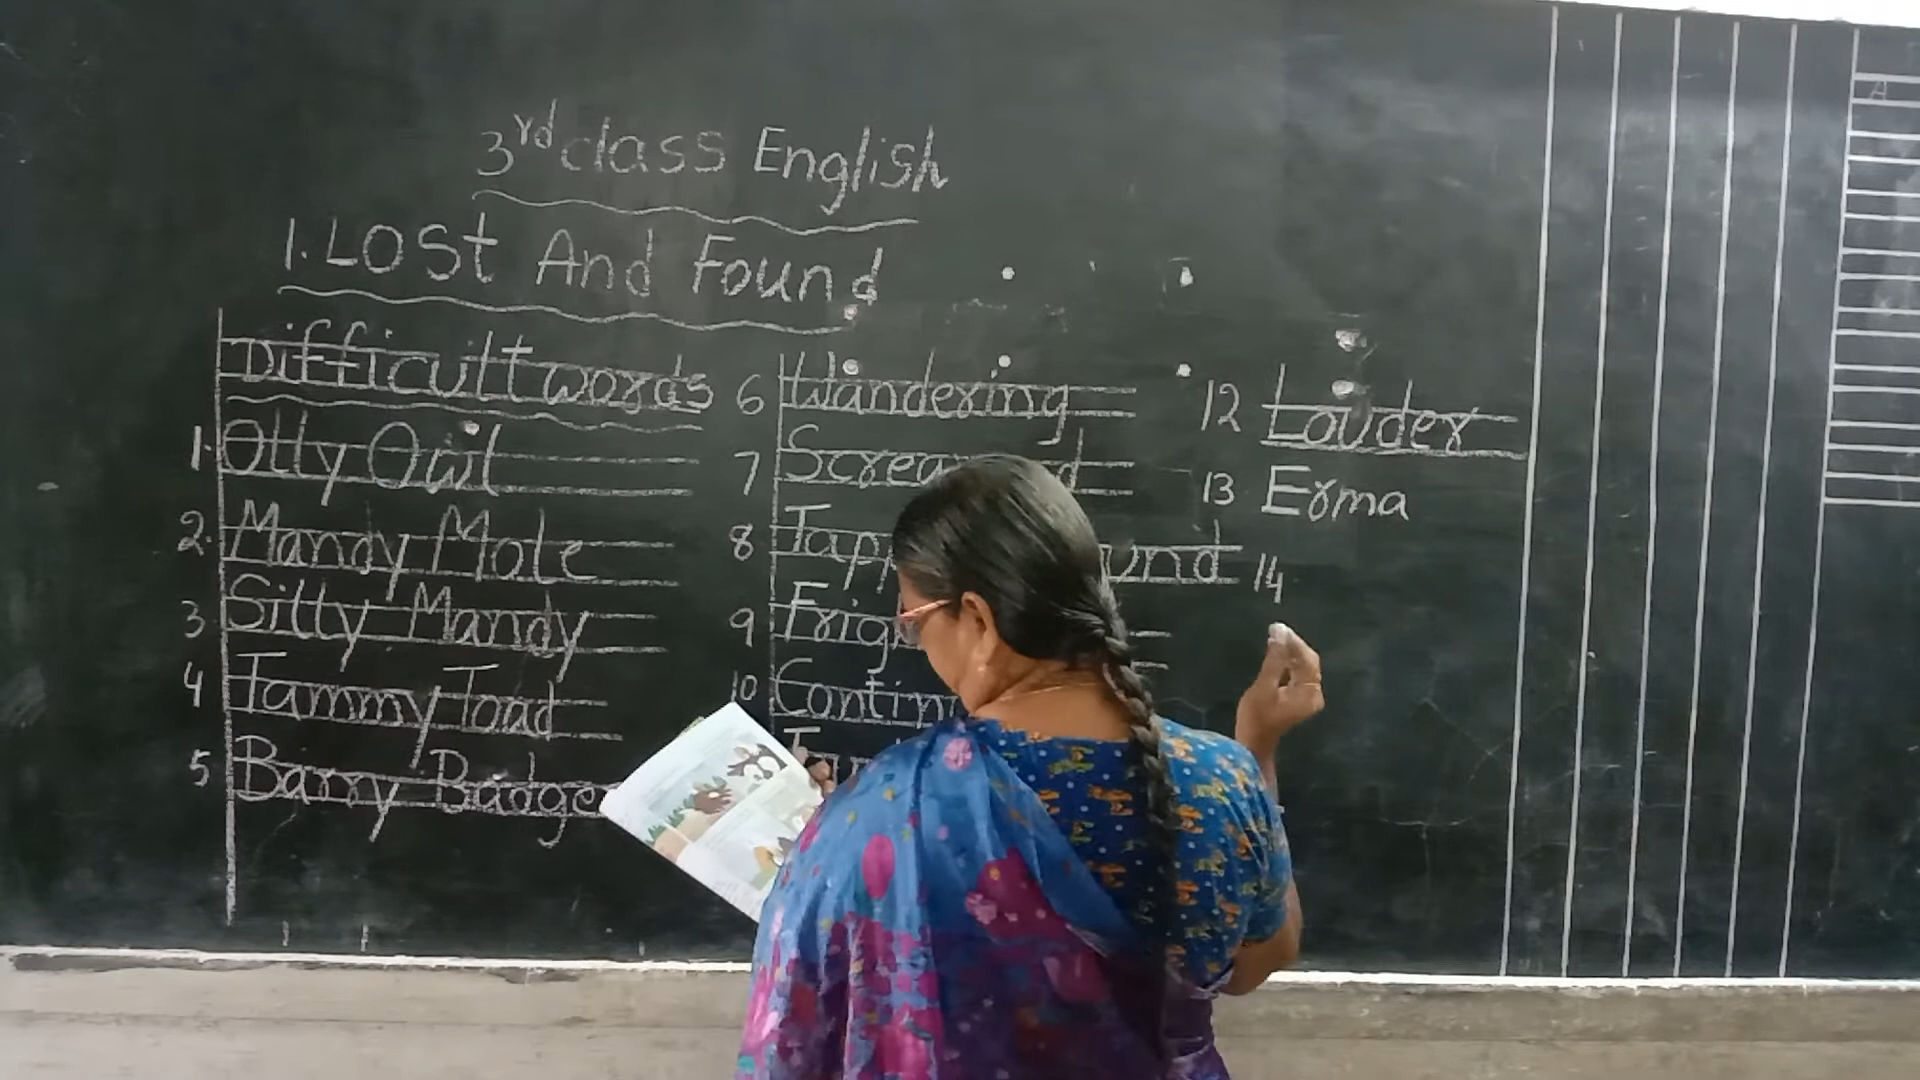 3rd class English
1. Lost And Found
Difficult words
1. Olly Owl
2. Mandy Mole
3 Silly Mandy
4 Tammy Toad
5 Barry Badge
6 Wandering
7
8
9
10
12 Louder
13 Erma
14
A